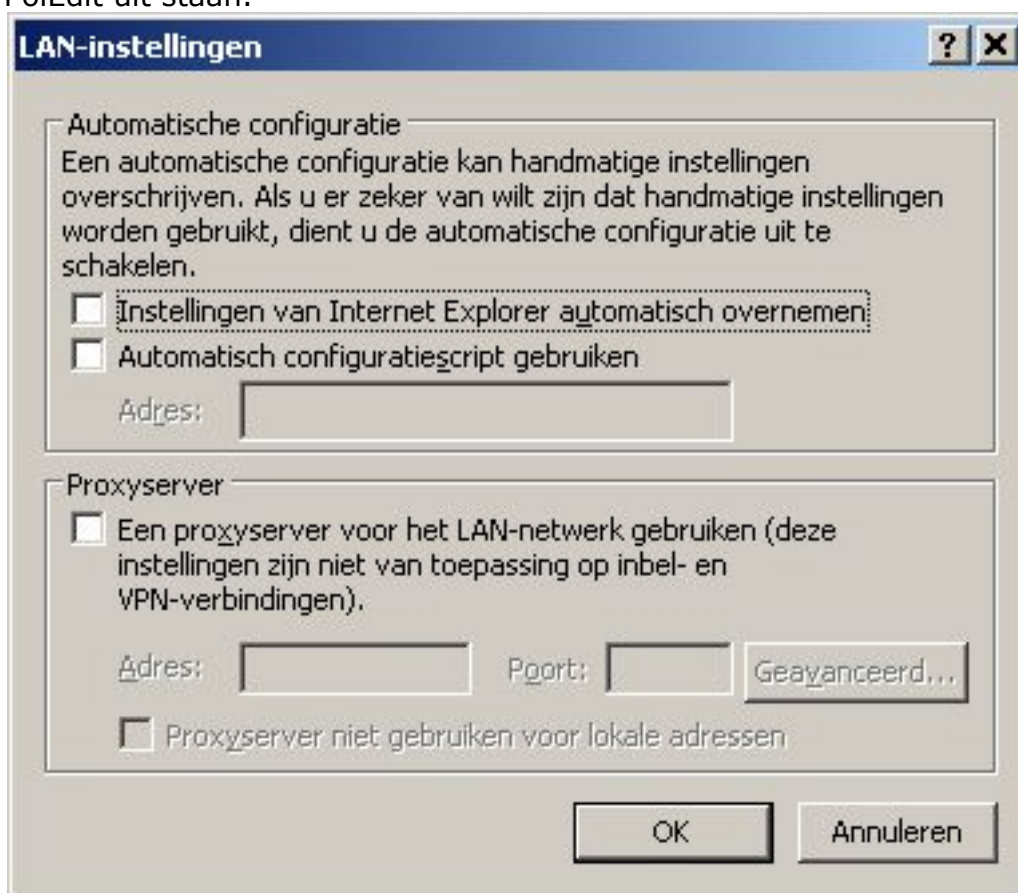 PolEdit uit staan.
LAN-instellingen
Automatische configuratie
Een automatische configuratie kan handmatige instellingen
overschrijven. Als u er zeker van wilt zijn dat handmatige instellingen
worden gebruikt, dient u de automatische configuratie uit te
schakelen.
Instellingen van Internet Explorer automatisch overnemen
Automatisch configuratiescript gebruiken
Adres:
Proxyserver
Een proxyserver voor het LAN-netwerk gebruiken (deze
instellingen zijn niet van toepassing op inbel- en
VPN-verbindingen).
Adres:
Poort:
Geavanceerd...
Proxyserver niet gebruiken voor lokale adressen
OK
Annuleren